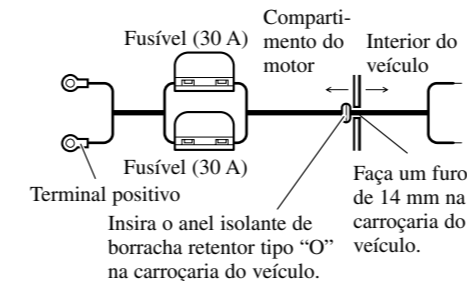 Fusível (30 A)
Comparti-
mento do
motor
Interior do
veículo
Fusível (30 A)
Terminal positivo
Insira o anel isolante de
borracha retentor tipo “O”
na carroçaria do veículo.
Faça um furo
de 14 mm na
carroçaria do
veículo.